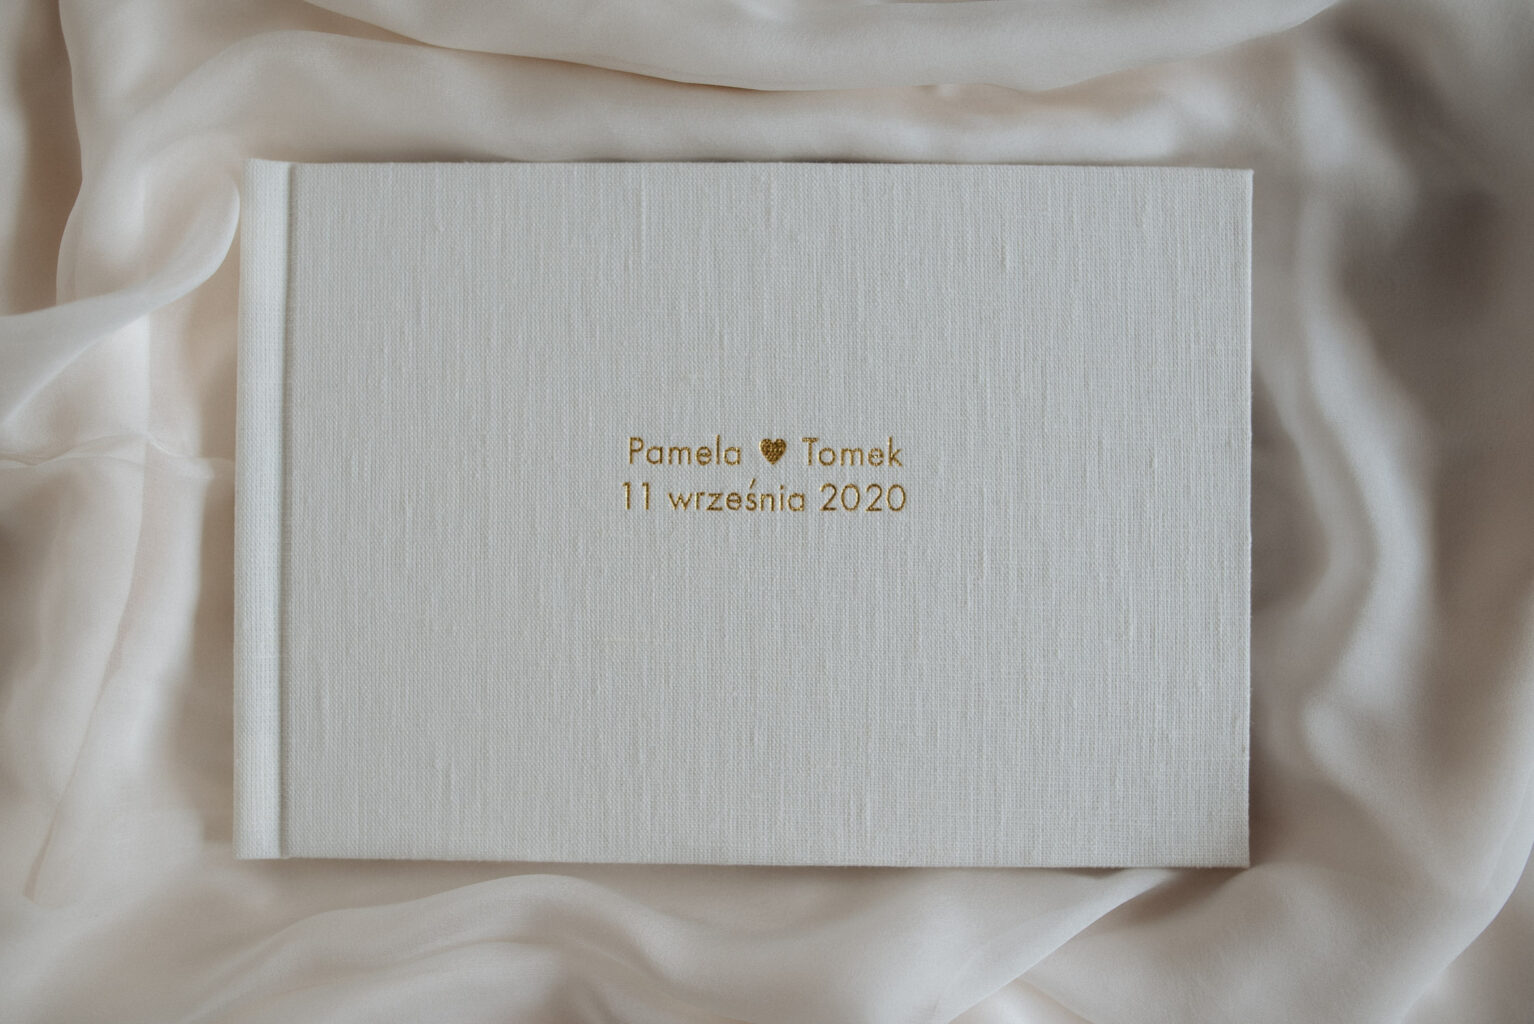 Pamela ♥ Tomek
11 września 2020